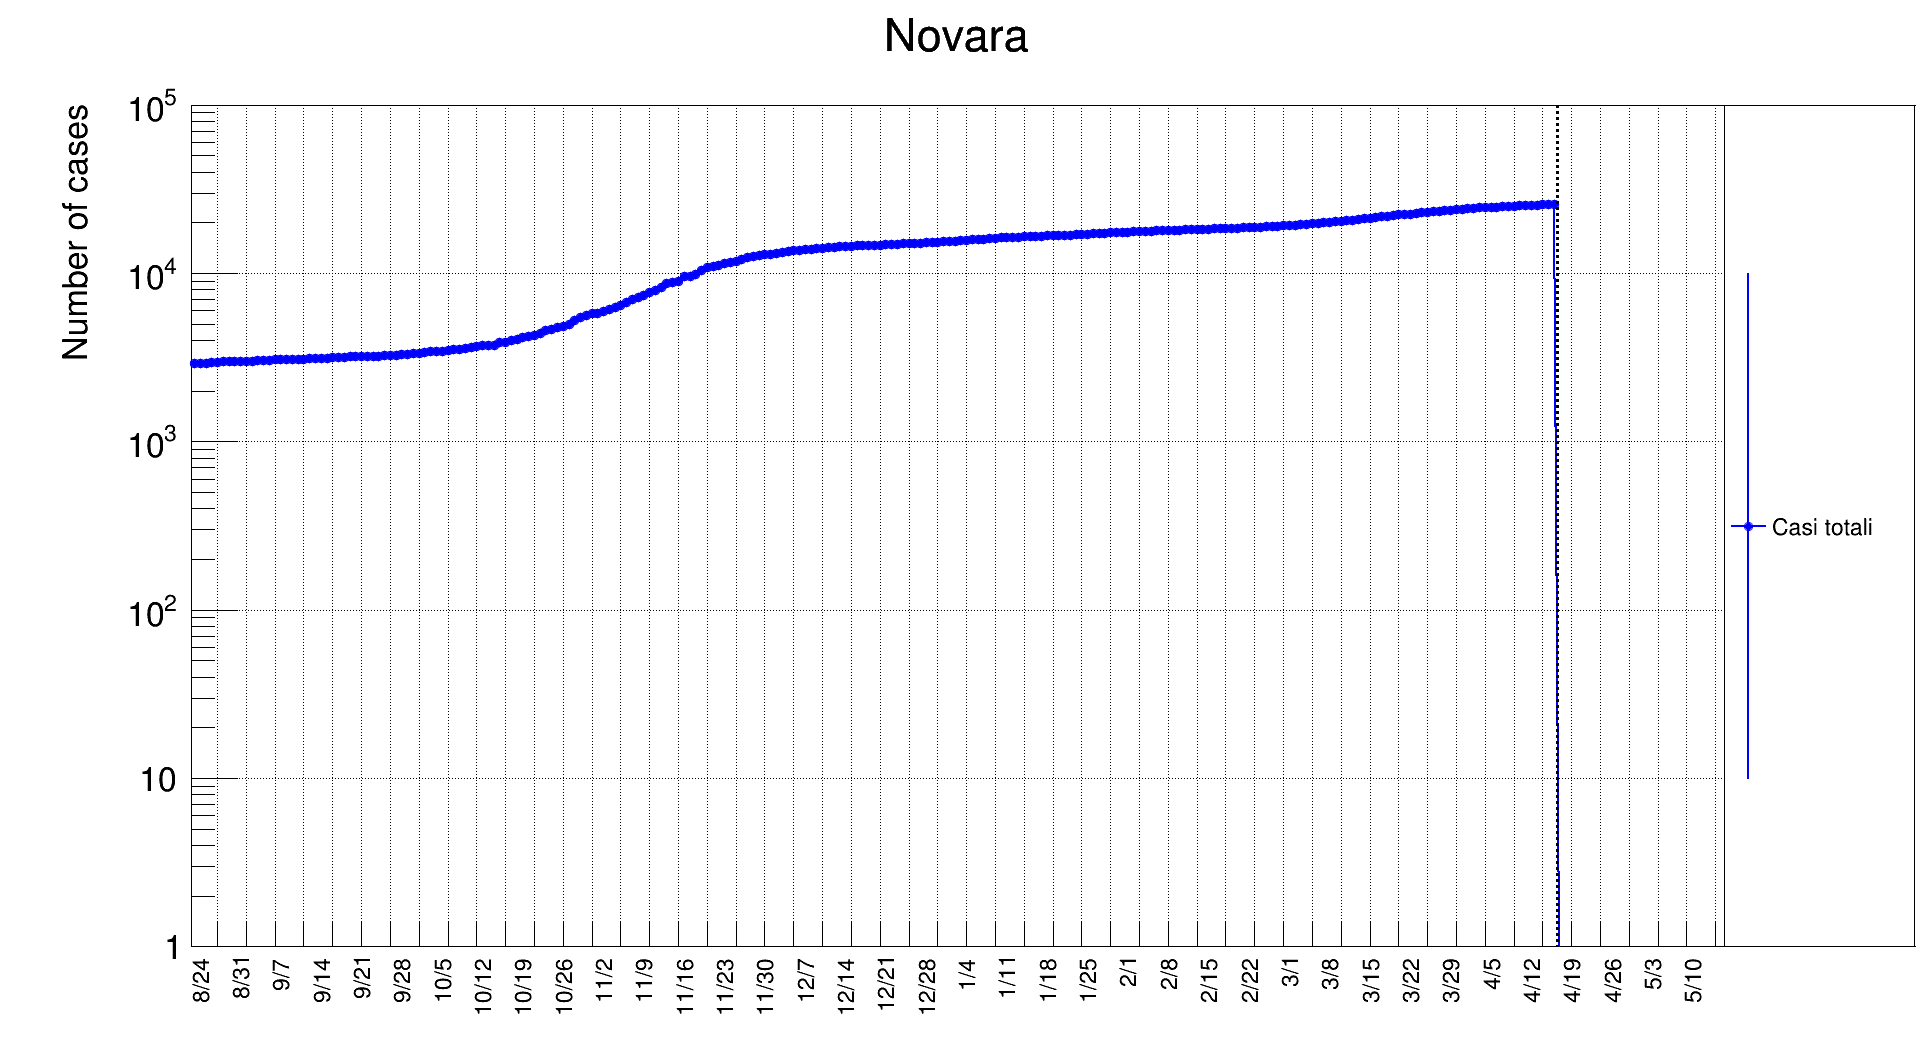 Novara
Number of cases
10^5
10^4
10^3
10^2
10
1
8/24 8/31 9/7 9/14 9/21 9/28 10/5 10/12 10/19 10/26 11/2 11/9 11/16 11/23 11/30 12/7 12/14 12/21 12/28 1/4 1/11 1/18 1/25 2/1 2/8 2/15 2/22 3/1 3/8 3/15 3/22 3/29 4/5 4/12 4/19 4/26 5/3 5/10
Casi totali